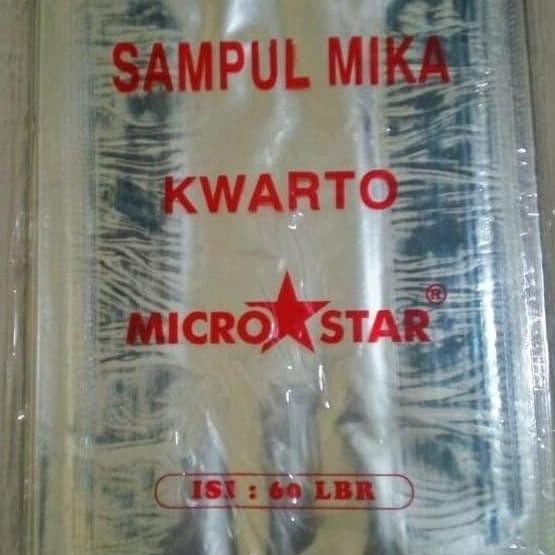 SAMPUL MIKA
KWARTO
MICRO STAR ®
ISI : 60 LBR